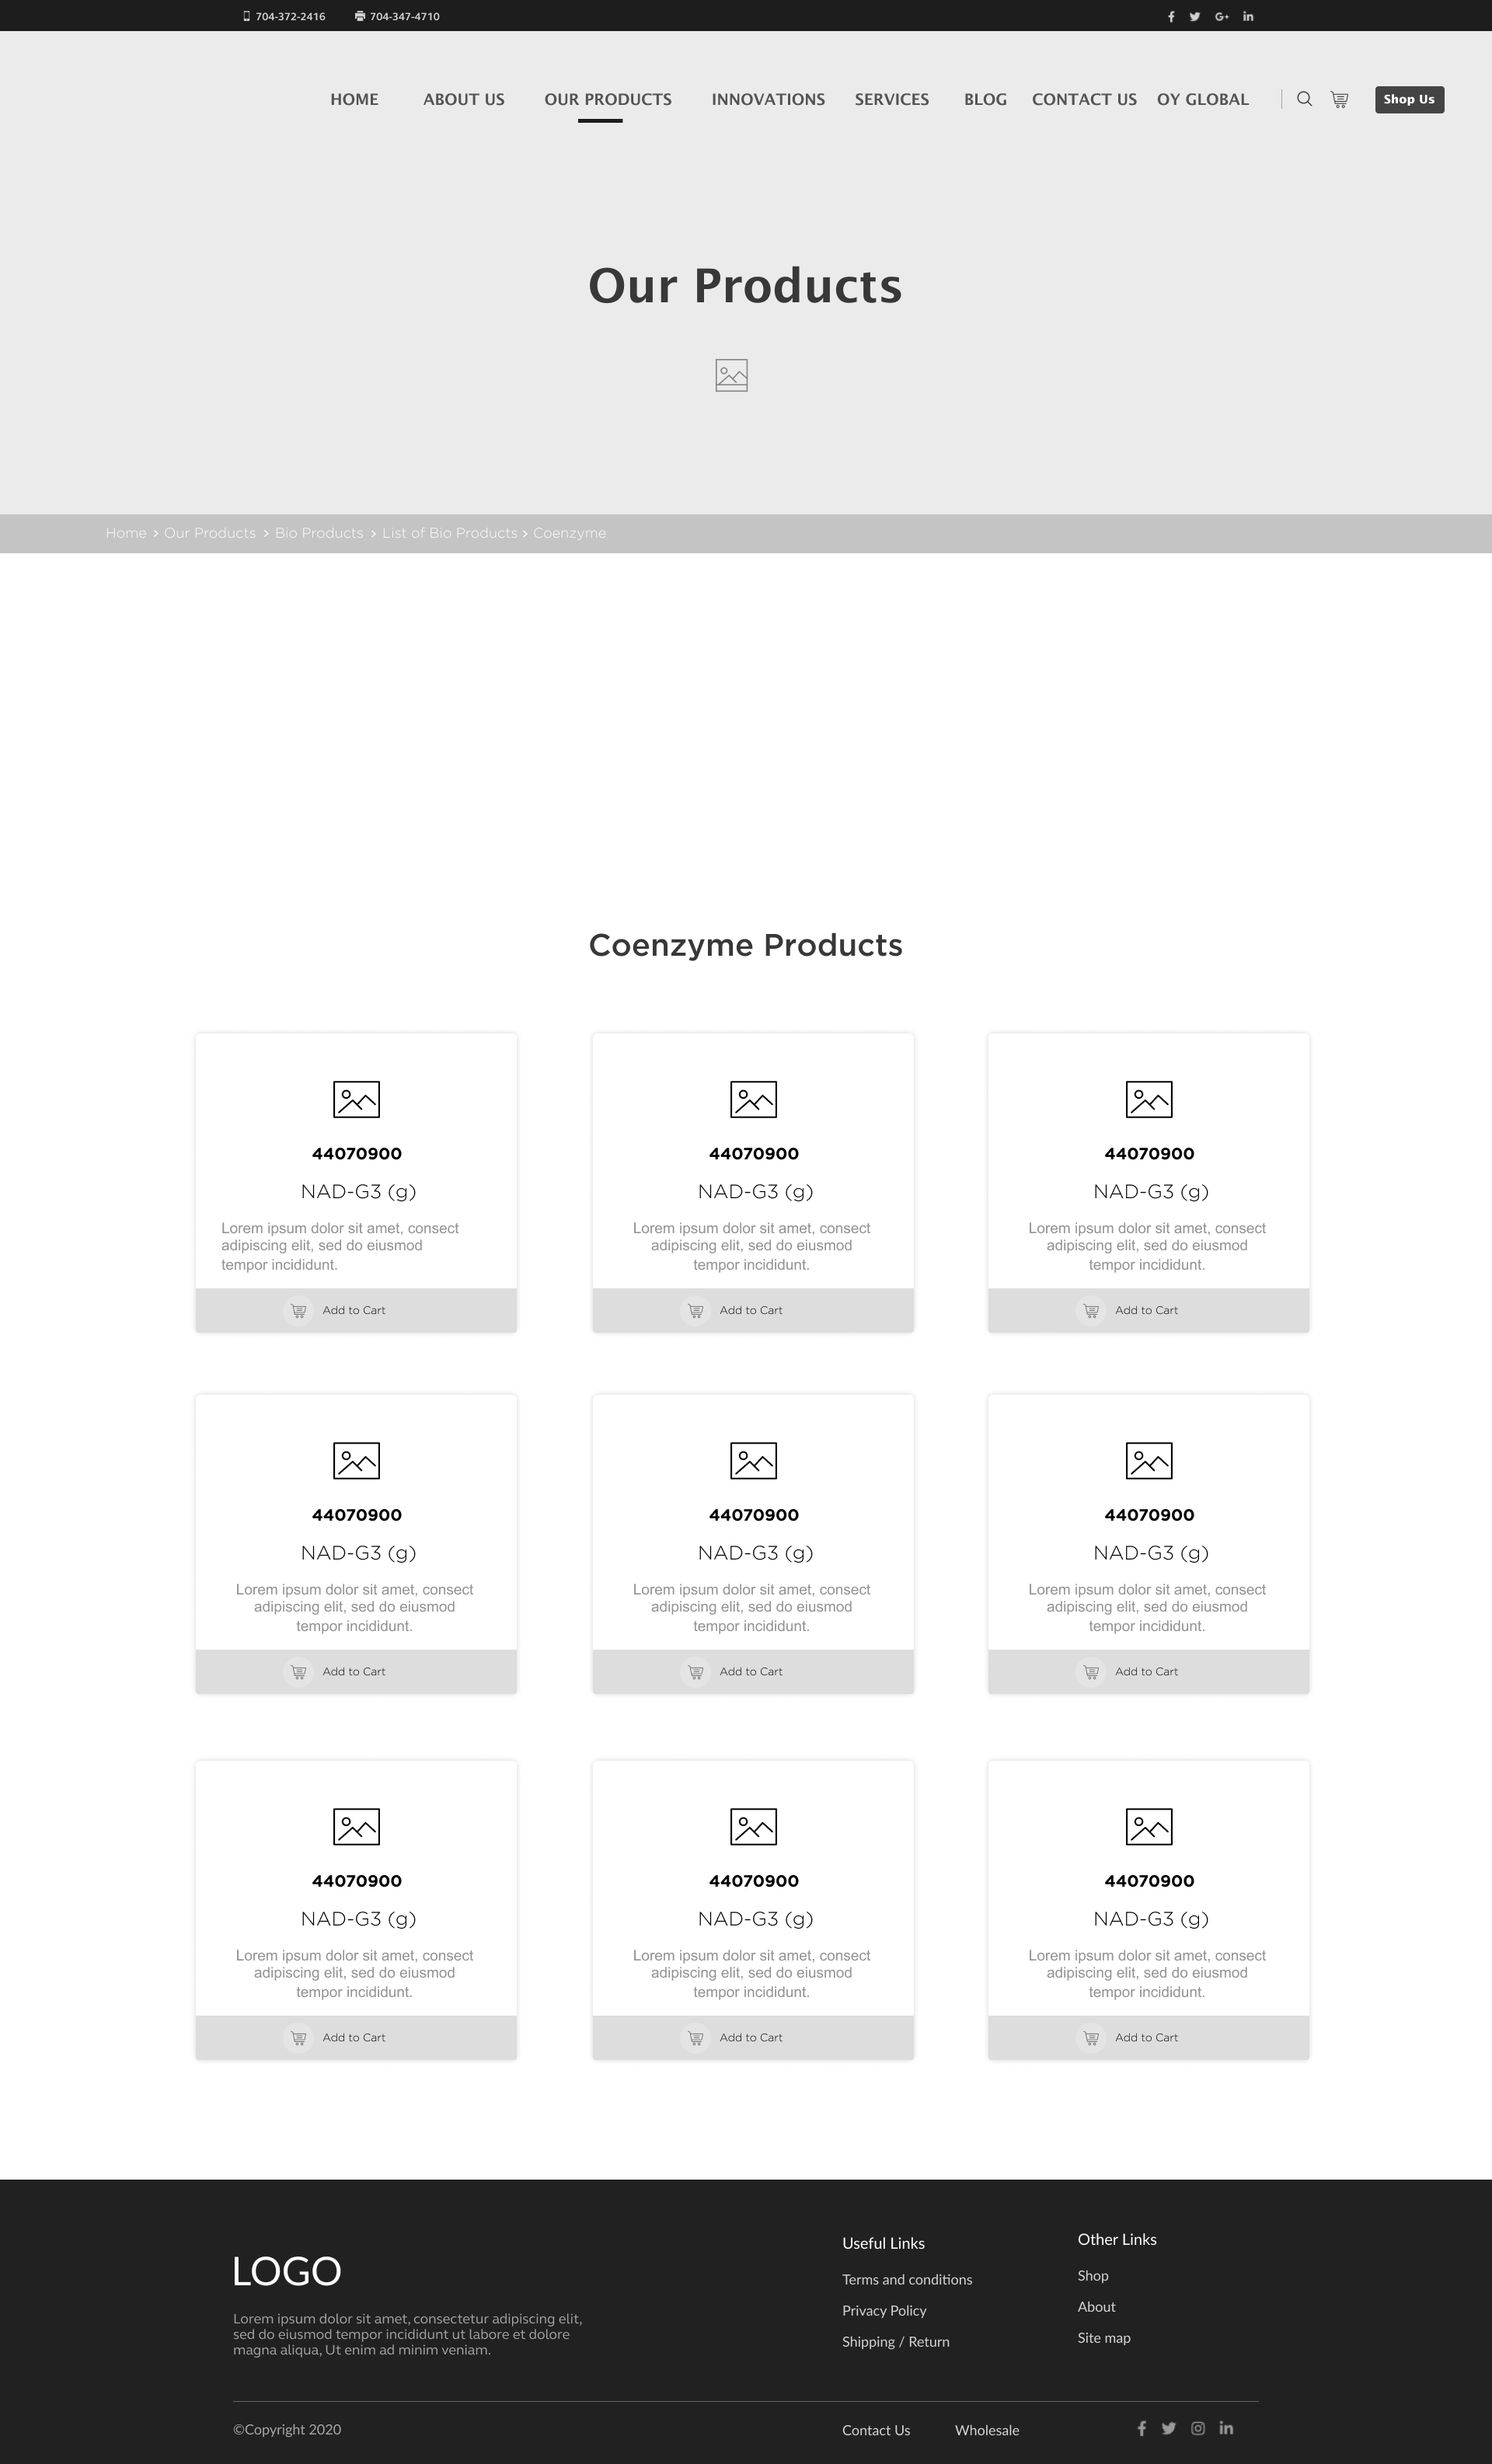 704-372-2416 704-347-4710
HOME ABOUT US OUR PRODUCTS INNOVATIONS SERVICES BLOG CONTACT US OY GLOBAL Shop Us
Our Products
Home > Our Products > Bio Products > List of Bio Products > Coenzyme
Coenzyme Products
44070900
NAD-G3 (g)
Lorem ipsum dolor sit amet, consect
adipiscing elit, sed do eiusmod
tempor incididunt.
Add to Cart
44070900
NAD-G3 (g)
Lorem ipsum dolor sit amet, consect
adipiscing elit, sed do eiusmod
tempor incididunt.
Add to Cart
44070900
NAD-G3 (g)
Lorem ipsum dolor sit amet, consect
adipiscing elit, sed do eiusmod
tempor incididunt.
Add to Cart
44070900
NAD-G3 (g)
Lorem ipsum dolor sit amet, consect
adipiscing elit, sed do eiusmod
tempor incididunt.
Add to Cart
44070900
NAD-G3 (g)
Lorem ipsum dolor sit amet, consect
adipiscing elit, sed do eiusmod
tempor incididunt.
Add to Cart
44070900
NAD-G3 (g)
Lorem ipsum dolor sit amet, consect
adipiscing elit, sed do eiusmod
tempor incididunt.
Add to Cart
44070900
NAD-G3 (g)
Lorem ipsum dolor sit amet, consect
adipiscing elit, sed do eiusmod
tempor incididunt.
Add to Cart
44070900
NAD-G3 (g)
Lorem ipsum dolor sit amet, consect
adipiscing elit, sed do eiusmod
tempor incididunt.
Add to Cart
44070900
NAD-G3 (g)
Lorem ipsum dolor sit amet, consect
adipiscing elit, sed do eiusmod
tempor incididunt.
Add to Cart
LOGO
Lorem ipsum dolor sit amet, consectetur adipiscing elit,
sed do eiusmod tempor incididunt ut labore et dolore
magna aliqua, Ut enim ad minim veniam.
Useful Links
Terms and conditions
Privacy Policy
Shipping / Return
Other Links
Shop
About
Site map
©Copyright 2020
Contact Us Wholesale